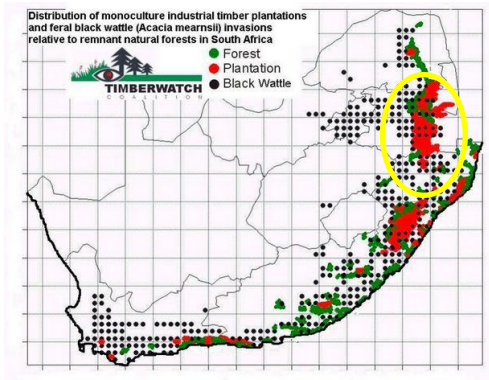 Distribution of monoculture industrial timber plantations
and feral black wattle (Acacia mearnsii) invasions
relative to remnant natural forests in South Africa
Forest
Plantation
Black Wattle
TIMBERWATCH
COALITION